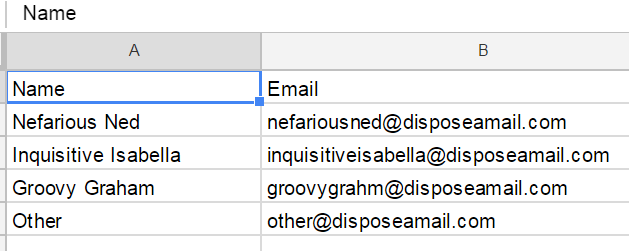 Name
A B
Name Email
Nefarious Ned nefariousned@disposeamail.com
Inquisitive Isabella inquisitiveisabella@disposeamail.com
Groovy Graham groovygrahm@disposeamail.com
Other other@disposeamail.com